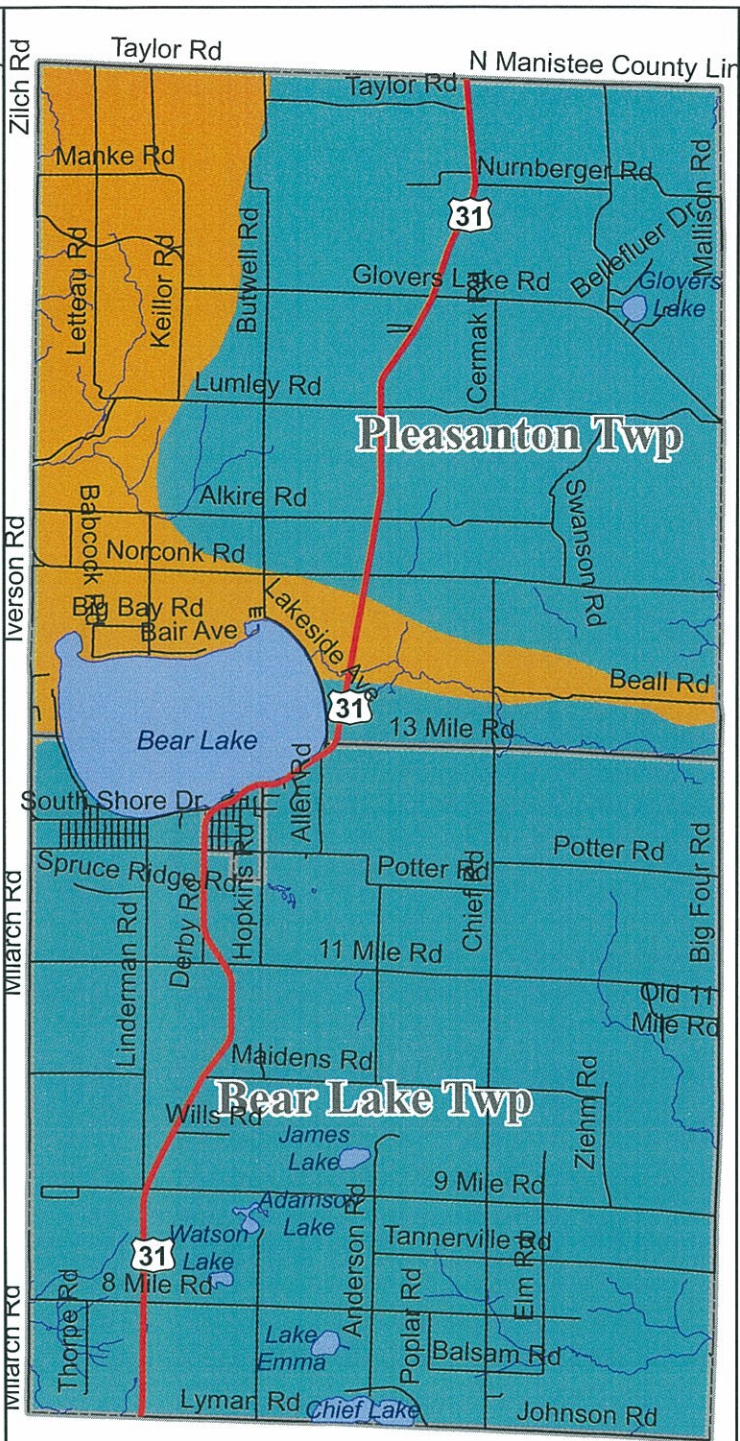 Taylor Rd
N Manistee County Lin
Zilch Rd
Taylor Rd
Manke Rd
Nurnberger Rd
Mallison Rd
31
Bellefluer Dr
Letteau Rd
Keillor Rd
Butwell Rd
Glovers Lake Rd
Glovers
Lake
Cermak Rd
Lumley Rd
Pleasanton Twp
Alkire Rd
Swanson Rd
Babcock Rd
Norconk Rd
Iverson Rd
Big Bay Rd
Bair Ave
Lakeside Ave
Beall Rd
31
13 Mile Rd
Bear Lake
Allen Rd
South Shore Dr
Potter Rd
Spruce Ridge Rd
Potter Rd
Hopkins Rd
Derby Rd
Chief Rd
Big Four Rd
Milarch Rd
Linderman Rd
11 Mile Rd
Old 11
Mile Rd
Maidens Rd
Bear Lake Twp
Wills Rd
Ziehm Rd
James
Lake
9 Mile Rd
Adamson
Lake
Anderson Rd
Watson
Lake
Tannerville Rd
31
8 Mile Rd
Elm Rd
Thorpe Rd
Poplar Rd
Lake
Emma
Balsam Rd
Milarch Rd
Lyman Rd
Chief Lake
Johnson Rd